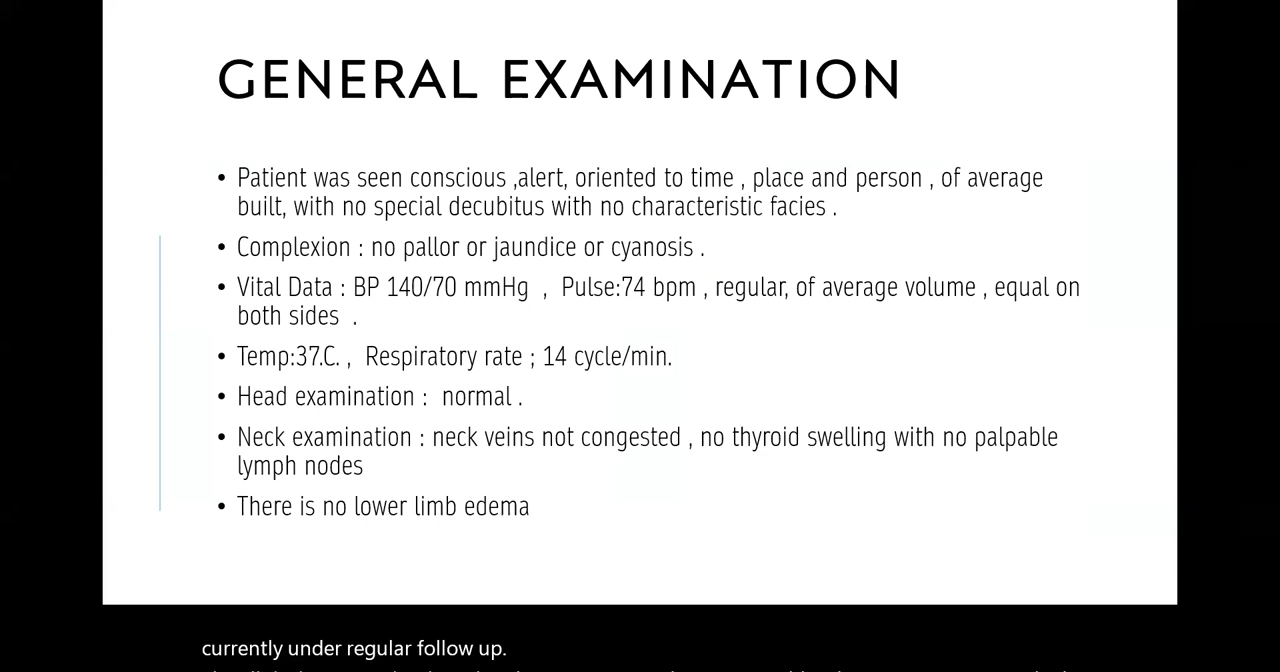 GENERAL EXAMINATION
• Patient was seen conscious ,alert, oriented to time , place and person , of average
built, with no special decubitus with no characteristic facies .
• Complexion : no pallor or jaundice or cyanosis .
• Vital Data : BP 140/70 mmHg , Pulse:74 bpm , regular, of average volume , equal on
both sides .
• Temp:37.C. , Respiratory rate ; 14 cycle/min.
• Head examination : normal .
• Neck examination : neck veins not congested , no thyroid swelling with no palpable
lymph nodes
• There is no lower limb edema
currently under regular follow up.